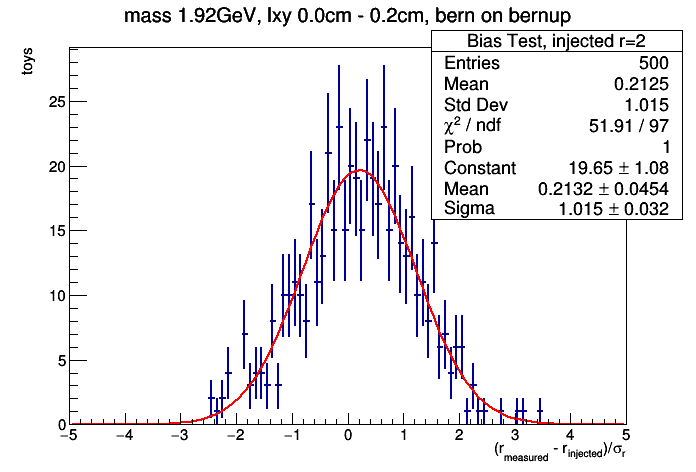 mass 1.92GeV, lxy 0.0cm - 0.2cm, bern on bernup
Bias Test, injected r=2
Entries 500
Mean 0.2125
Std Dev 1.015
χ² / ndf 51.91 / 97
Prob 1
Constant 19.65 ± 1.08
Mean 0.2132 ± 0.0454
Sigma 1.015 ± 0.032
toys
25
20
15
10
5
0
−5 −4 −3 −2 −1 0 1 2 3 4 5
(r_measured - r_injected)/σ_r